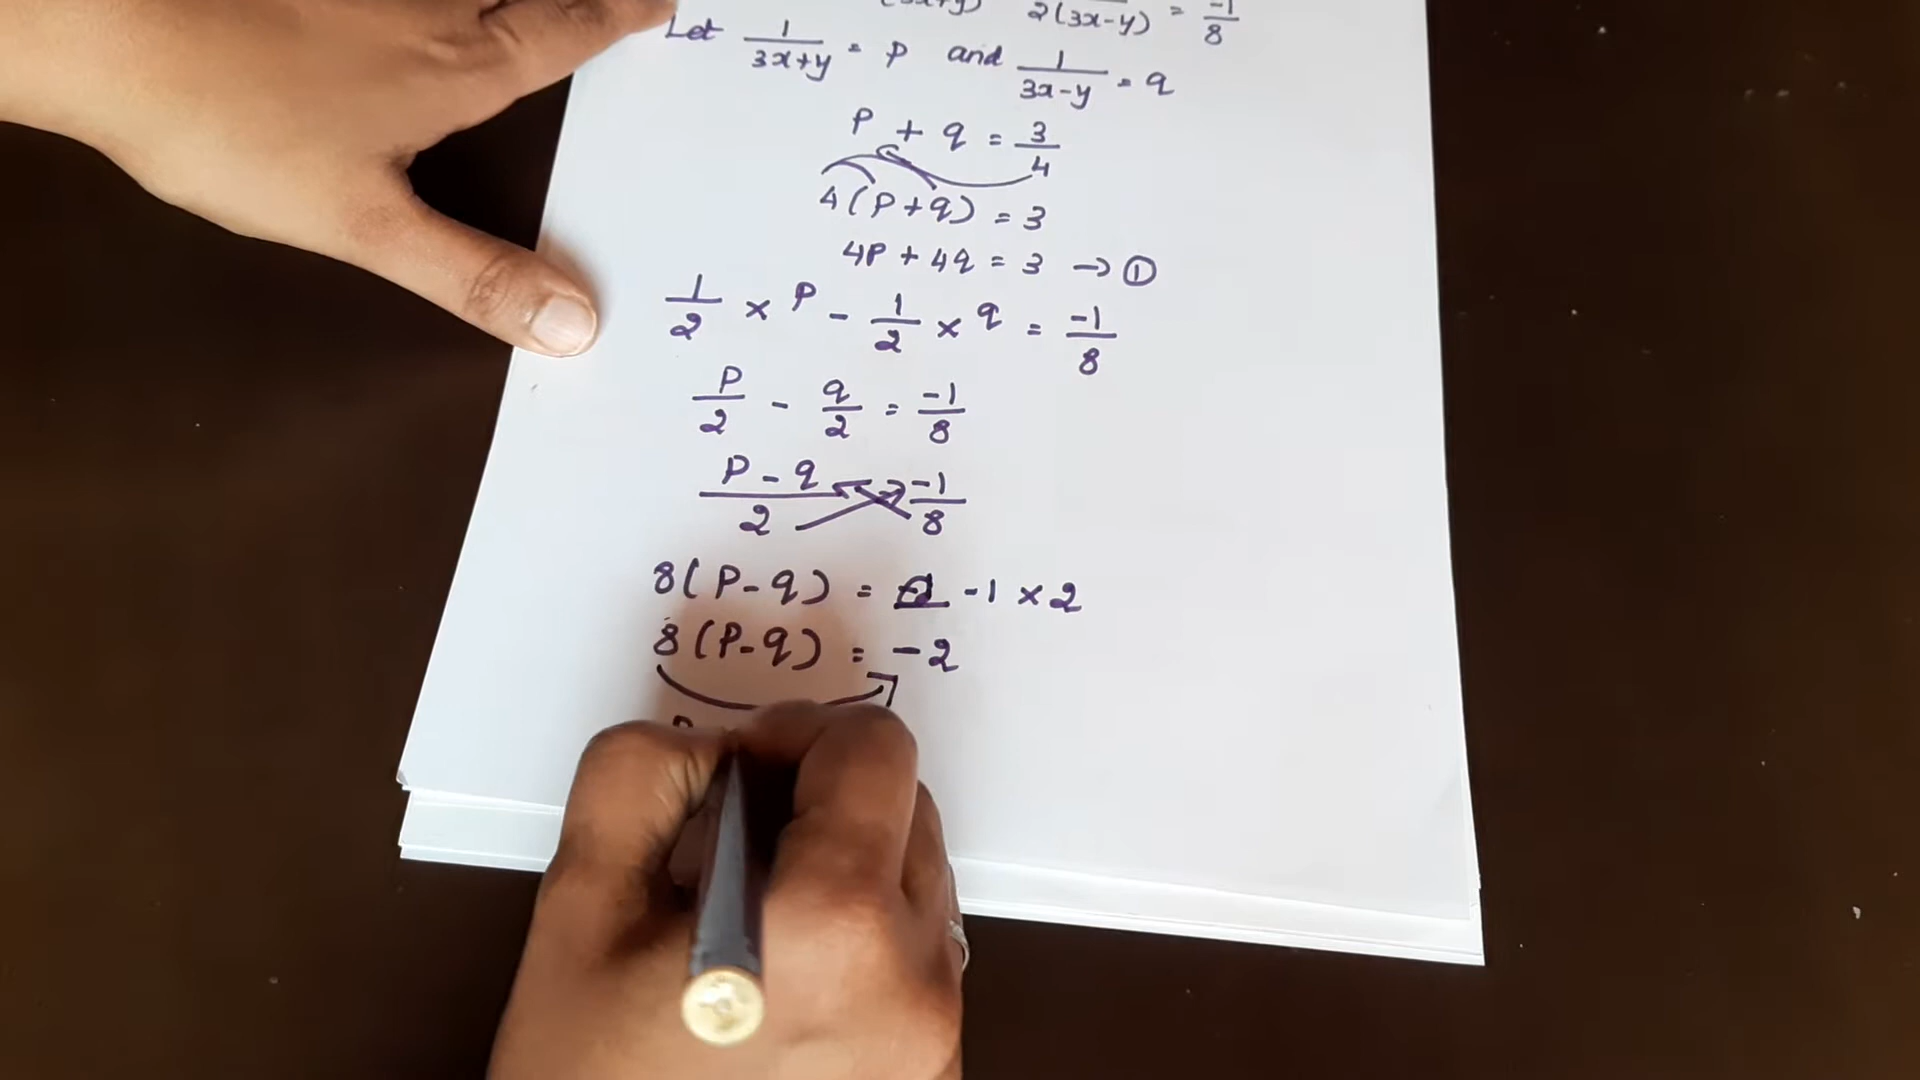 2(3x-y) = -1/8
Let 1/3x+y = P and 1/3x-y = q
P + q = 3/4
4(P+q) = 3
4P + 4q = 3 → ①
1/2 × P - 1/2 × q = -1/8
P/2 - q/2 = -1/8
P - q/2 -1/8
8(P-q) = -1 × 2
8(P-q) = -2